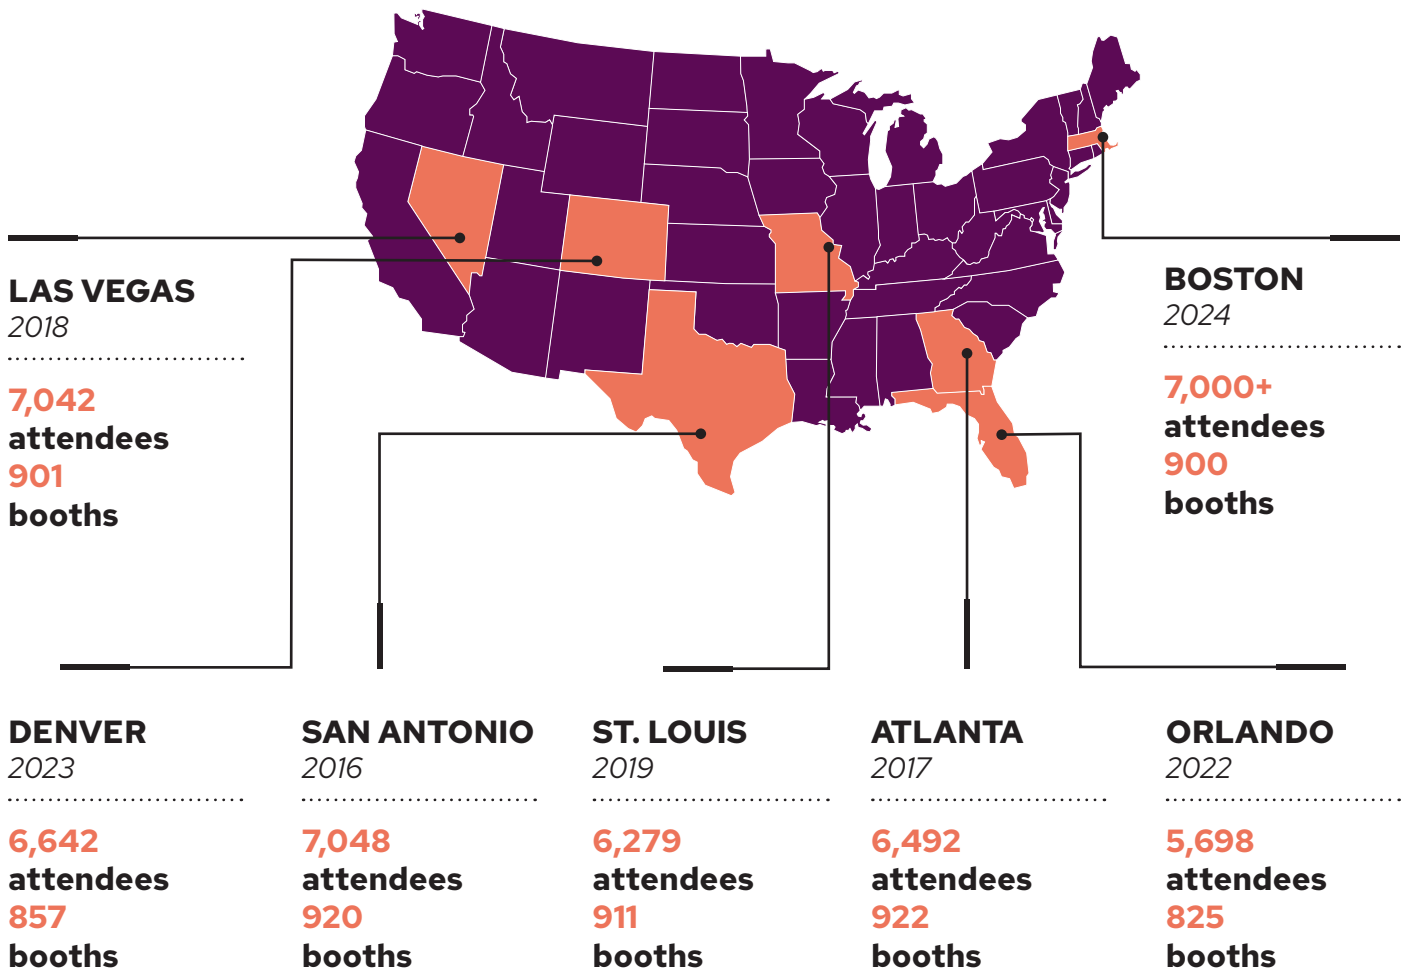 LAS VEGAS
2018
7,042
attendees
901
booths
BOSTON
2024
7,000+
attendees
900
booths
DENVER
2023
6,642
attendees
857
booths
SAN ANTONIO
2016
7,048
attendees
920
booths
ST. LOUIS
2019
6,279
attendees
911
booths
ATLANTA
2017
6,492
attendees
922
booths
ORLANDO
2022
5,698
attendees
825
booths